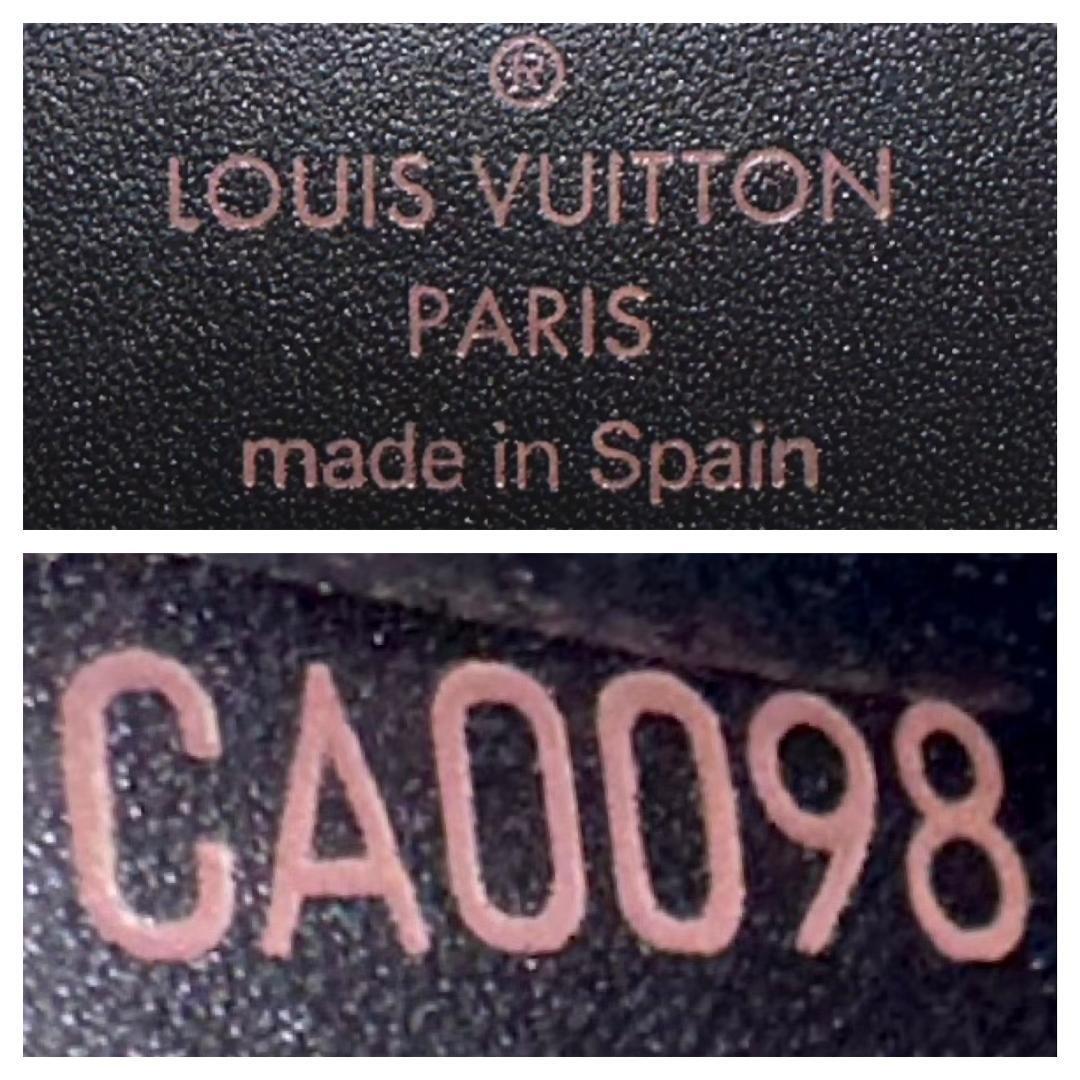 ®
LOUIS VUITTON
PARIS
made in Spain
CA0098